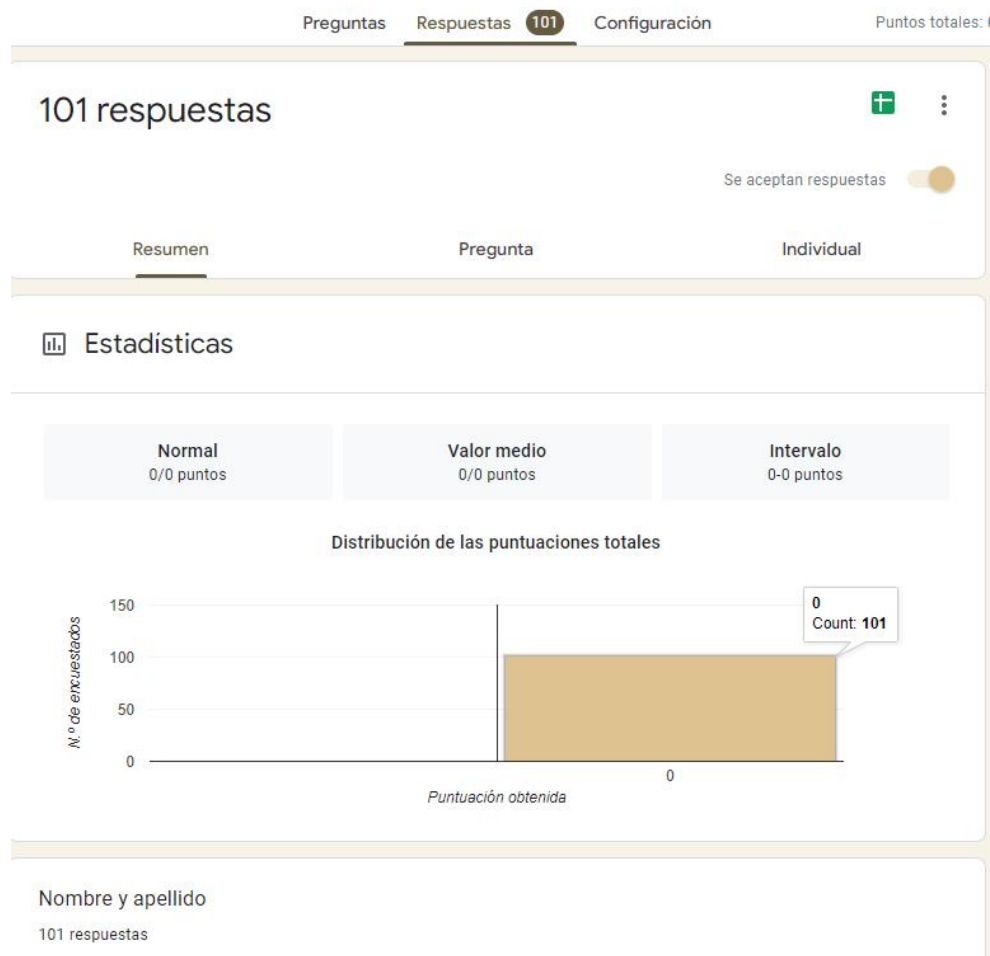 Preguntas Respuestas 101 Configuración Puntos totales:
101 respuestas
Se aceptan respuestas
Resumen Pregunta Individual
Estadísticas
Normal Valor medio Intervalo
0/0 puntos 0/0 puntos 0-0 puntos
Distribución de las puntuaciones totales
N.º de encuestados
150
100
50
0
0
Count: 101
0
Puntuación obtenida
Nombre y apellido
101 respuestas